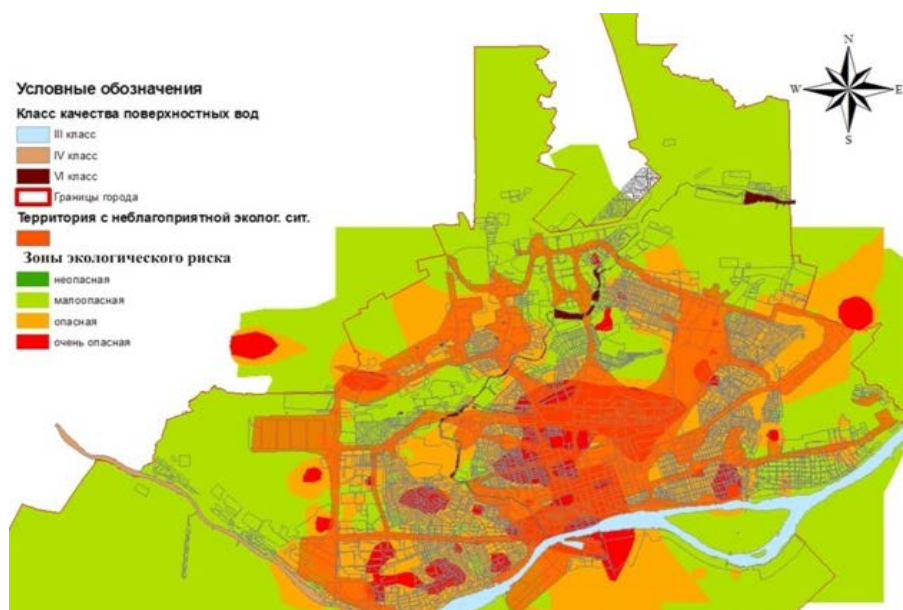 Условные обозначения
Класс качества поверхностных вод
III класс
IV класс
VI класс
Границы города
Территория с неблагоприятной эколог. сит.
Зоны экологического риска
неопасная
малоопасная
опасная
очень опасная
N
W
E
S